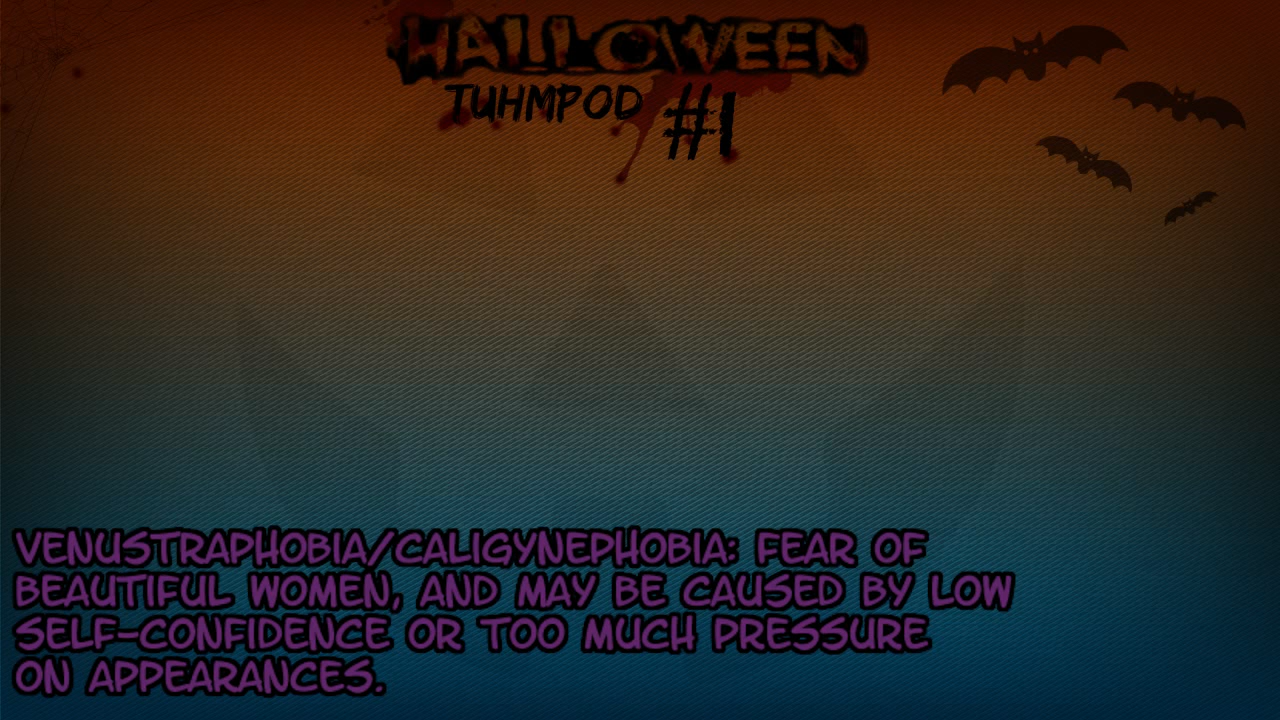 HALLOWEEN
TUHMPOD #1
VENUSTRAPHOBIA/CALIGYNEPHOBIA: FEAR OF
BEAUTIFUL WOMEN, AND MAY BE CAUSED BY LOW
SELF-CONFIDENCE OR TOO MUCH PRESSURE
ON APPEARANCES.